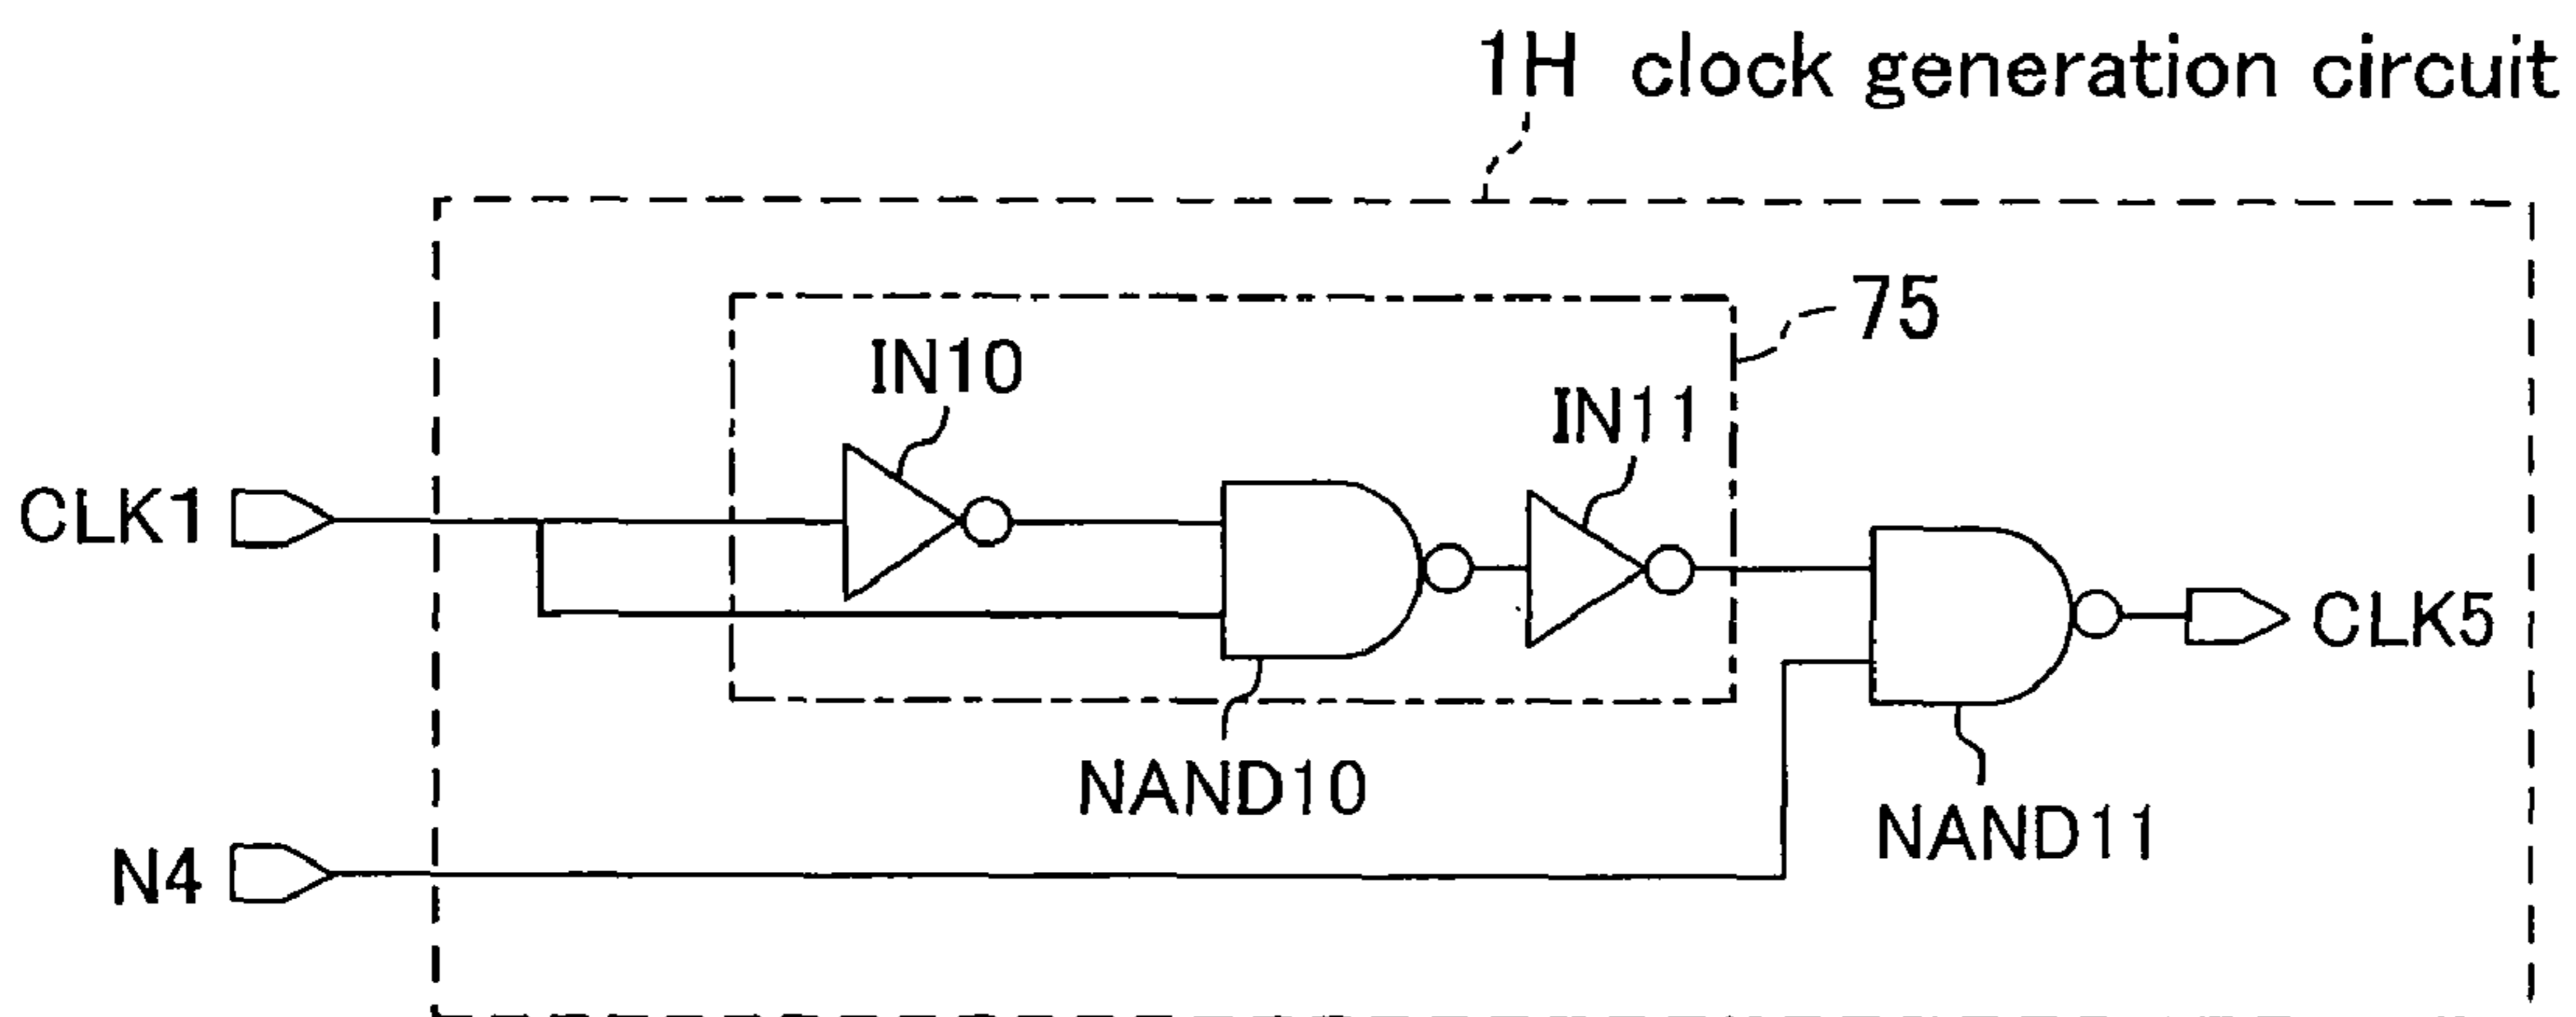 1H clock generation circuit
75
IN10
IN11
CLK1
CLK5
NAND10
NAND11
N4